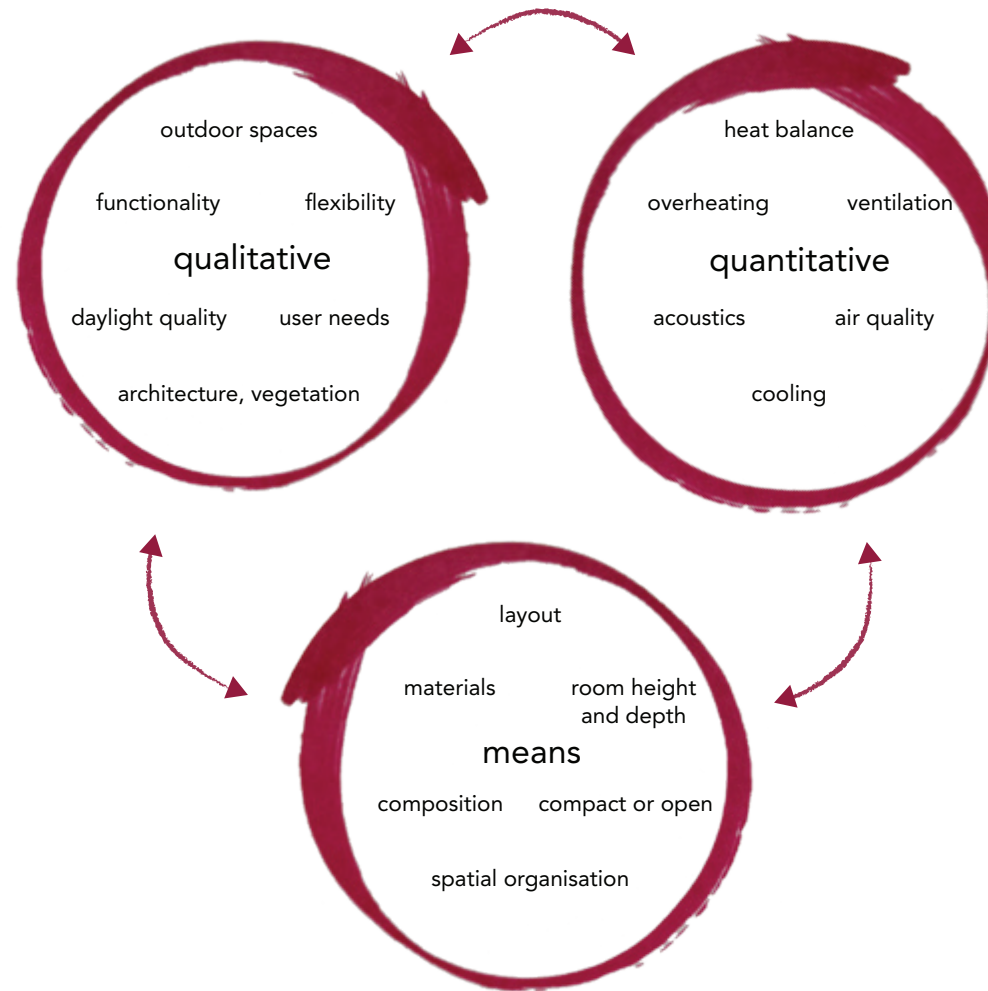 outdoor spaces
functionality flexibility
qualitative
daylight quality user needs
architecture, vegetation
heat balance
overheating ventilation
quantitative
acoustics air quality
cooling
layout
materials room height
and depth
means
composition compact or open
spatial organisation